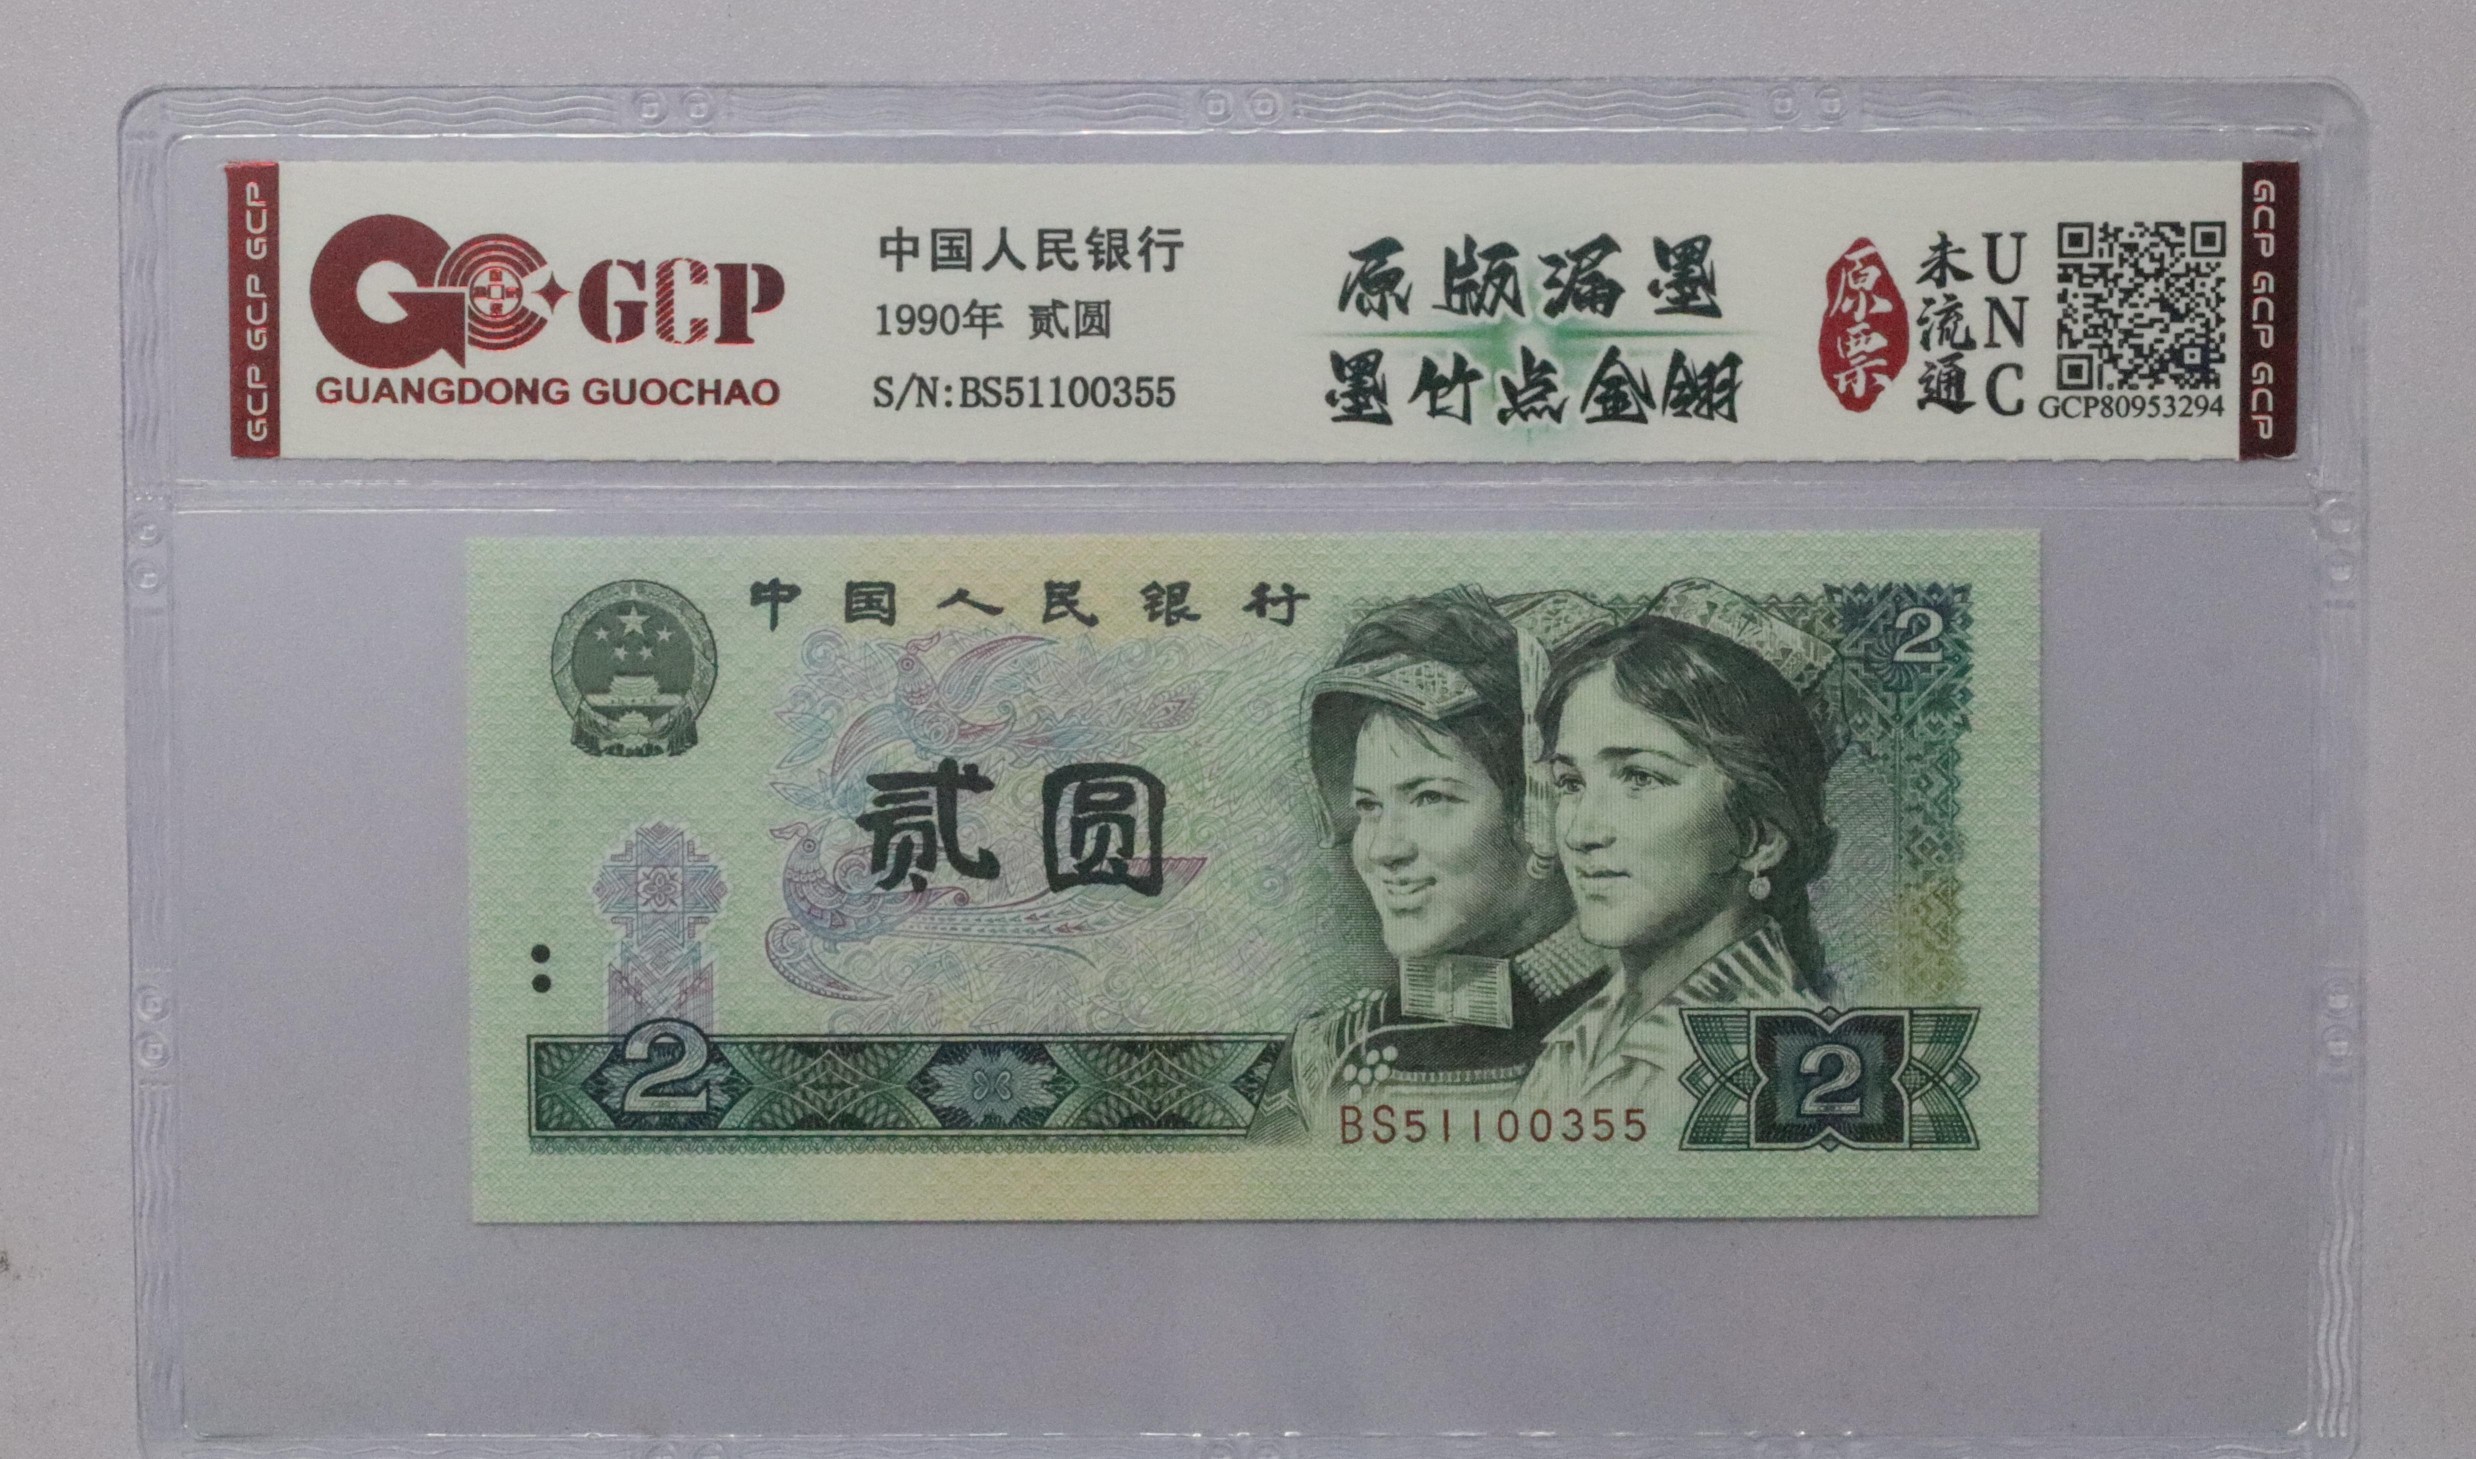 GCP GCP GCP
GCP
GUANGDONG GUOCHAO
中国人民银行
1990年 贰圆
S/N:BS51100355
原版漏墨
墨竹点金翎
原票
未流通
UNC
GCP80953294
GCP GCP GCP
中国人民银行
2
贰圆
2
BS51100355
2